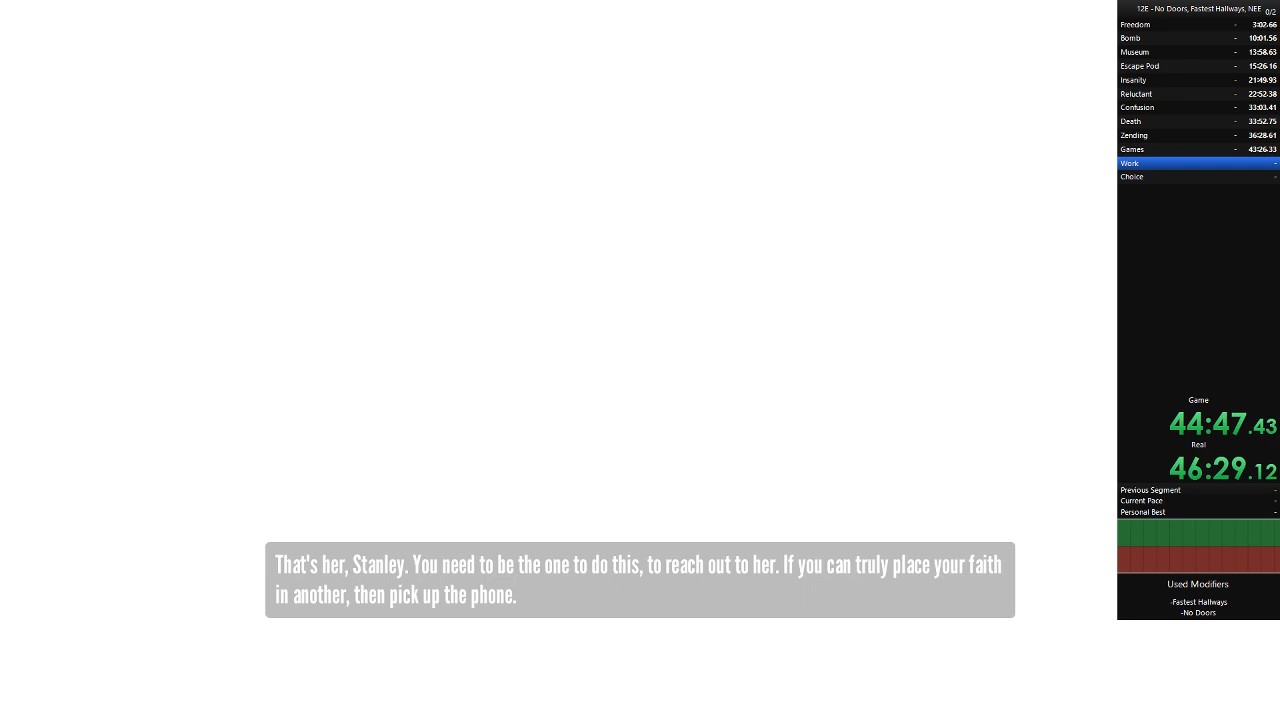 12E - No Doors, Fastest Hallways, NEE 0/2
Freedom - 3:02.66
Bomb - 10:01.56
Museum - 13:58.63
Escape Pod - 15:26.16
Insanity - 21:49.93
Reluctant - 22:52.38
Confusion - 33:03.41
Death - 33:52.75
Zending - 36:28.61
Games - 43:26.33
Work -
Choice -
Game
44:47.43
Real
46:29.12
Previous Segment -
Current Pace -
Personal Best -
That's her, Stanley. You need to be the one to do this, to reach out to her. If you can truly place your faith
in another, then pick up the phone.
Used Modifiers
-Fastest Hallways
-No Doors